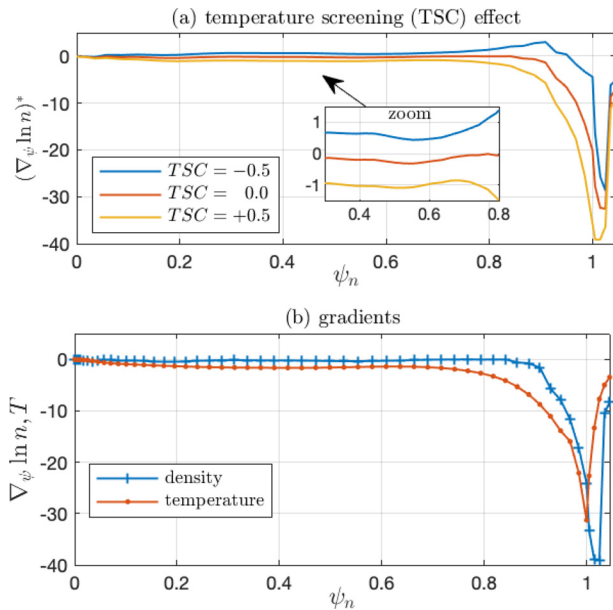 (a) temperature screening (TSC) effect
(∇ψ ln n)*
0
-10
-20
-30
-40
zoom
1
0
-1
0.4
0.6
0.8
TSC = −0.5
TSC = 0.0
TSC = +0.5
0
0.2
0.4
0.6
0.8
1
ψn
(b) gradients
∇ψ ln n, T
0
-10
-20
-30
-40
density
temperature
0
0.2
0.4
0.6
0.8
1
ψn